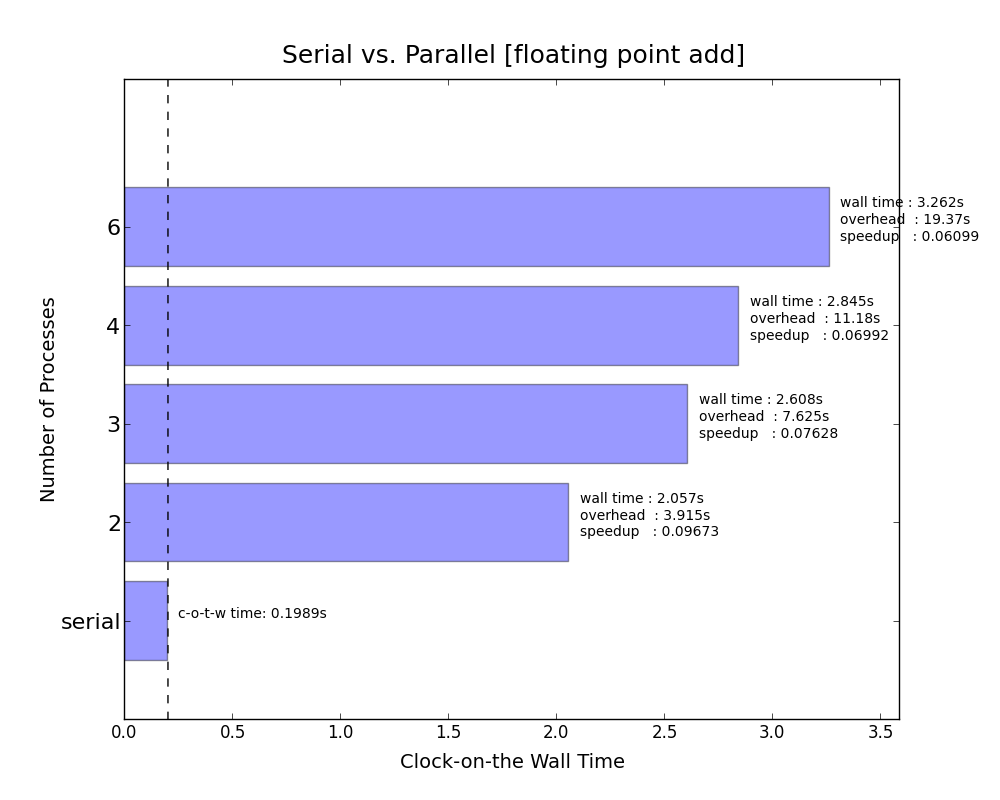 Serial vs. Parallel [floating point add]
6
wall time : 3.262s
overhead : 19.37s
speedup : 0.06099
4
wall time : 2.845s
overhead : 11.18s
speedup : 0.06992
3
wall time : 2.608s
overhead : 7.625s
speedup : 0.07628
2
wall time : 2.057s
overhead : 3.915s
speedup : 0.09673
serial
c-o-t-w time: 0.1989s
Number of Processes
0.0 0.5 1.0 1.5 2.0 2.5 3.0 3.5
Clock-on-the Wall Time